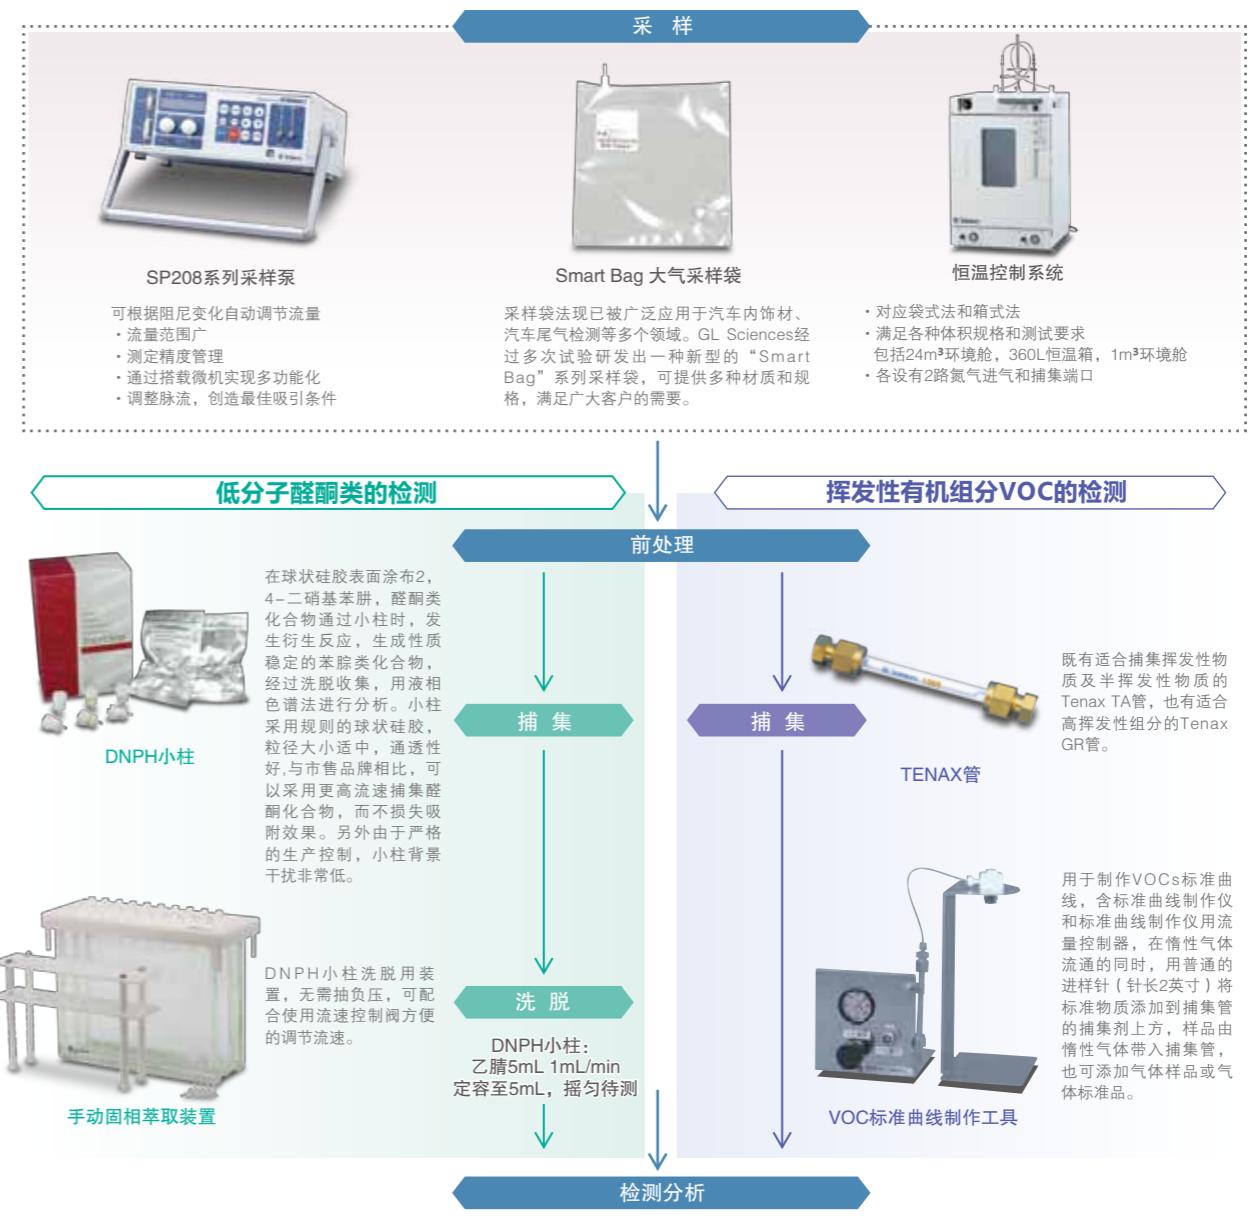 采 样
SP208系列采样泵
可根据阻尼变化自动调节流量
・流量范围广
・测定精度管理
・通过搭载微机实现多功能化
・调整脉流，创造最佳吸引条件
Smart Bag 大气采样袋
采样袋法现已被广泛应用于汽车内饰材、
汽车尾气检测等多个领域。GL Sciences经
过多次试验研发出一种新型的“Smart
Bag”系列采样袋，可提供多种材质和规
格，满足广大客户的需要。
恒温控制系统
・对应袋式法和箱式法
・满足各种体积规格和测试要求
包括24m³环境舱，360L恒温箱，1m³环境舱
・各设有2路氮气进气和捕集端口
低分子醛酮类的检测
挥发性有机组分VOC的检测
前处理
DNPH小柱
在球状硅胶表面涂布2，
4-二硝基苯肼，醛酮类
化合物通过小柱时，发
生衍生反应，生成性质
稳定的苯腙类化合物，
经过洗脱收集，用液相
色谱法进行分析。小柱
采用规则的球状硅胶，
粒径大小适中，通透性
好,与市售品牌相比，可
以采用更高流速捕集醛
酮化合物，而不损失吸
附效果。另外由于严格
的生产控制，小柱背景
干扰非常低。
捕 集
捕 集
TENAX管
既有适合捕集挥发性物
质及半挥发性物质的
Tenax TA管，也有适合
高挥发性组分的Tenax
GR管。
手动固相萃取装置
DNPH小柱洗脱用装
置，无需抽负压，可配
合使用流速控制阀方便
的调节流速。
洗 脱
DNPH小柱：
乙腈5mL 1mL/min
定容至5mL，摇匀待测
VOC标准曲线制作工具
用于制作VOCs标准曲
线，含标准曲线制作仪
和标准曲线制作仪用流
量控制器，在惰性气体
流通的同时，用普通的
进样针（针长2英寸）将
标准物质添加到捕集管
的捕集剂上方，样品由
惰性气体带入捕集管，
也可添加气体样品或气
体标准品。
检测分析